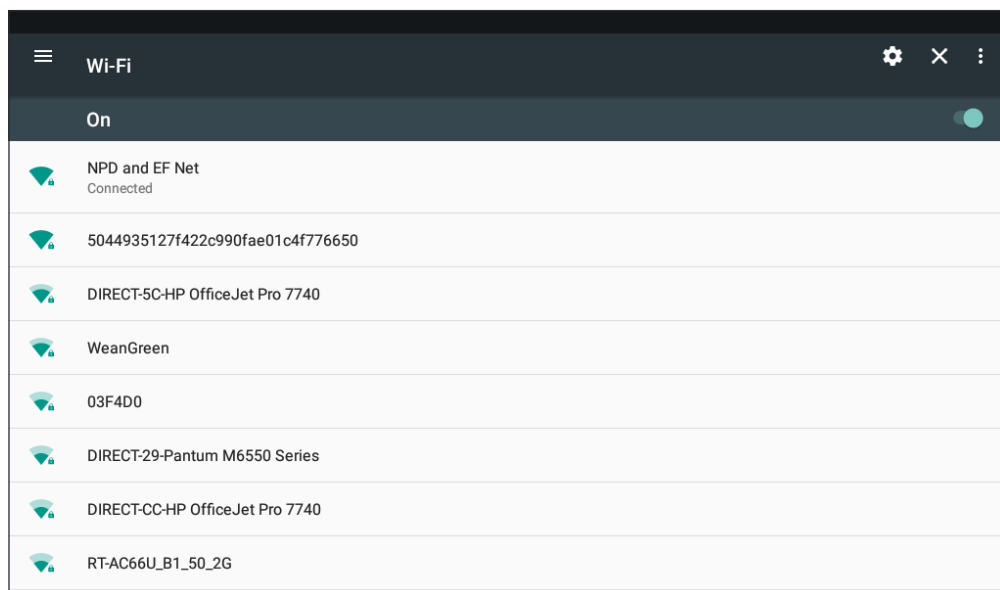 Wi-Fi
On
NPD and EF Net
Connected
5044935127f422c990fae01c4f776650
DIRECT-5C-HP OfficeJet Pro 7740
WeanGreen
03F4D0
DIRECT-29-Pantum M6550 Series
DIRECT-CC-HP OfficeJet Pro 7740
RT-AC66U_B1_50_2G